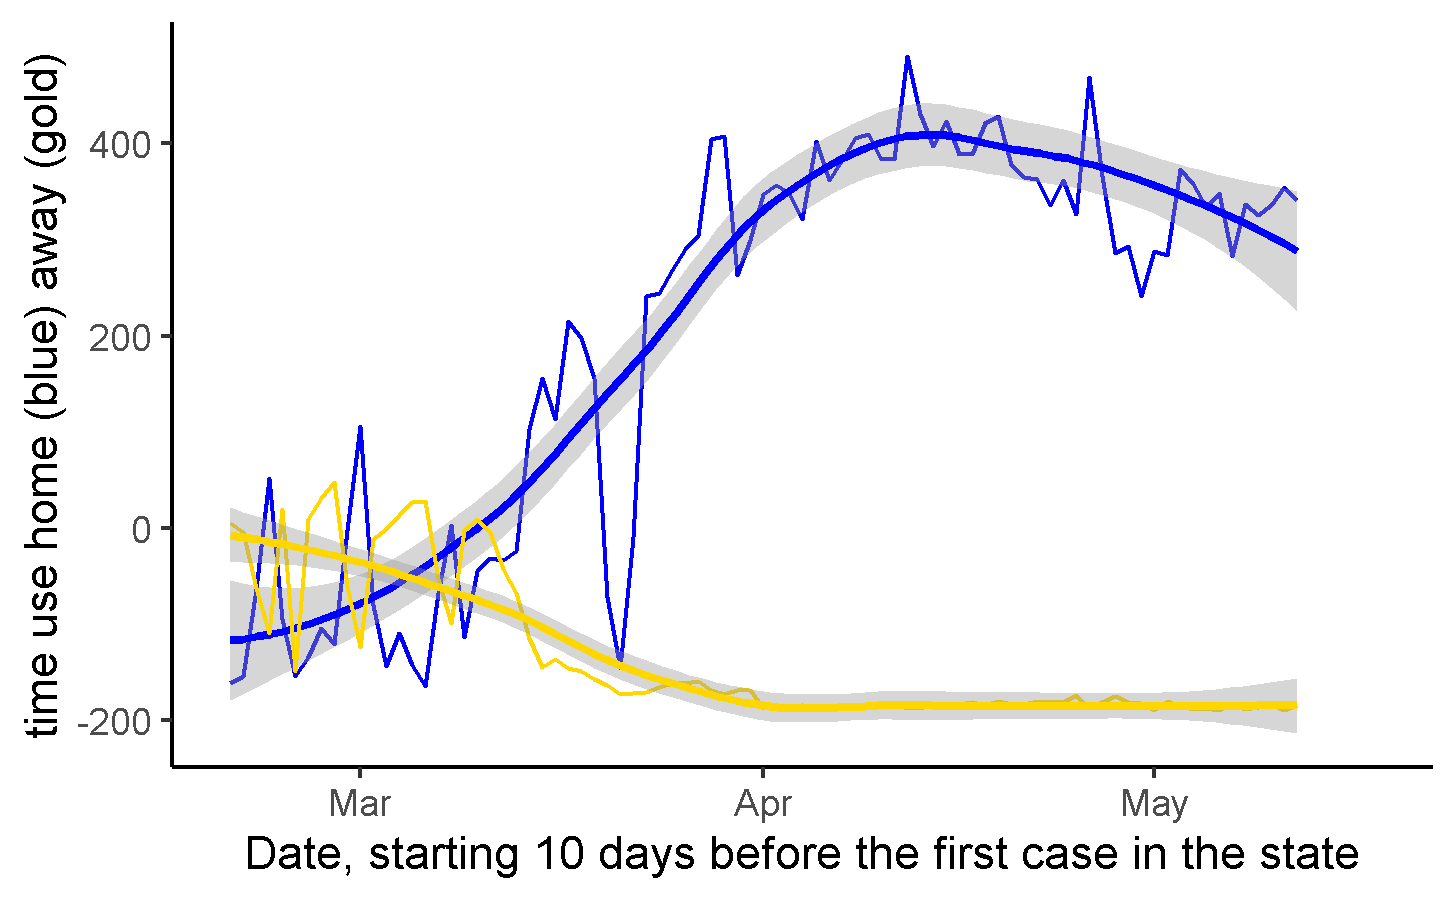 time use home (blue) away (gold)
400
200
0
-200
Mar Apr May
Date, starting 10 days before the first case in the state